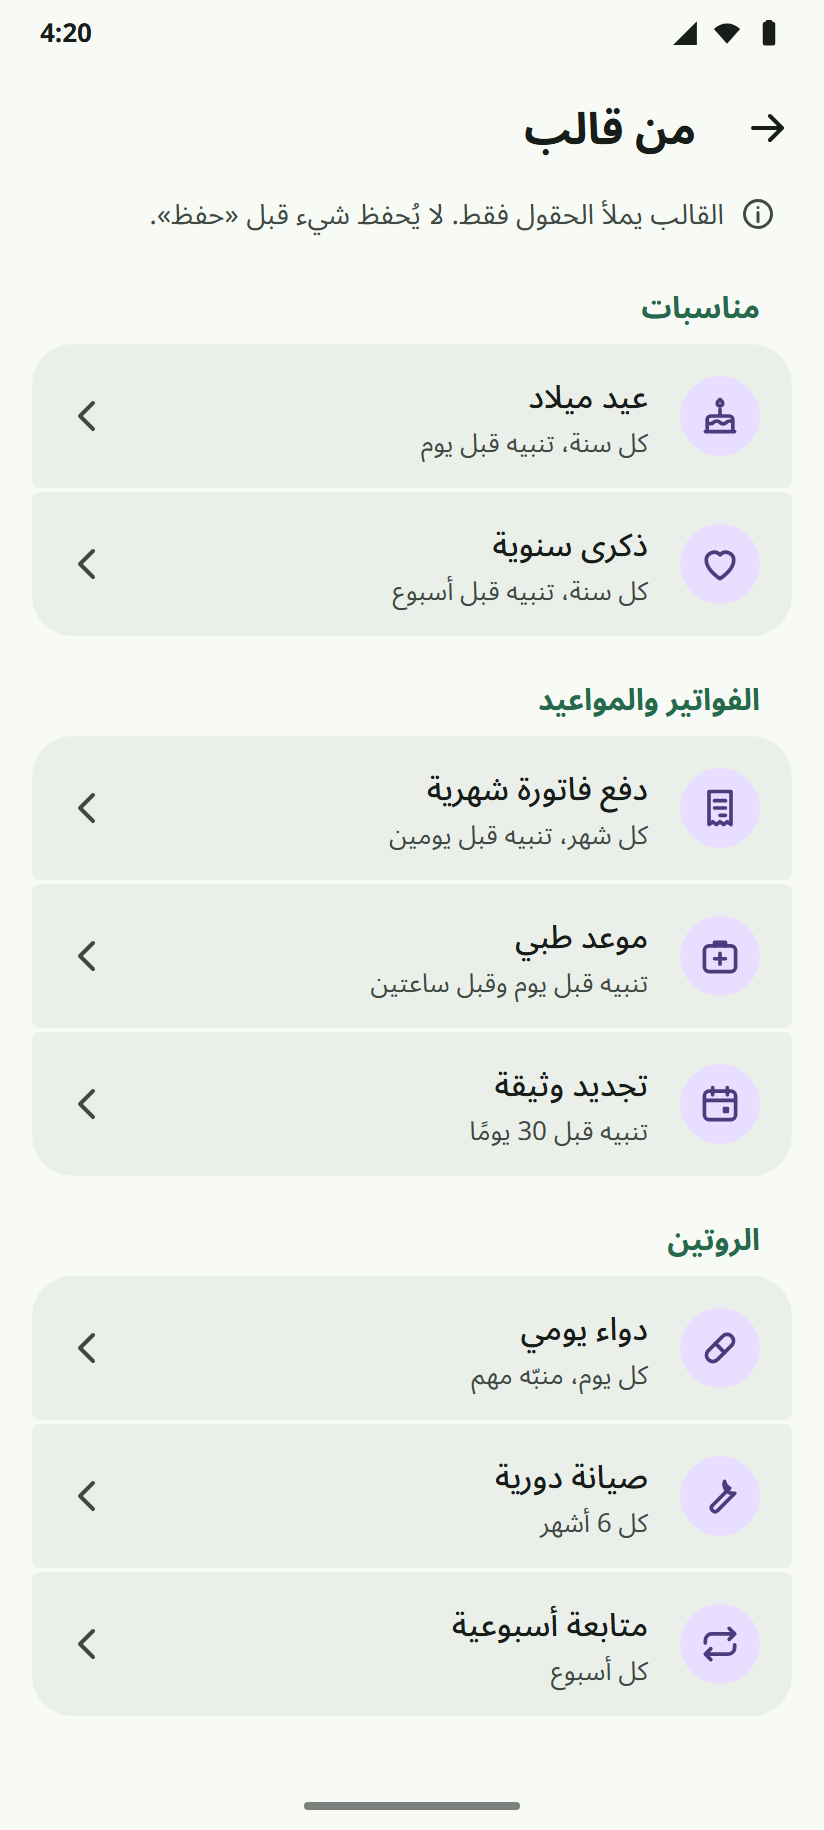 4:20
من قالب
القالب يملأ الحقول فقط. لا يُحفظ شيء قبل «حفظ».
مناسبات
عيد ميلاد
كل سنة، تنبيه قبل يوم
ذكرى سنوية
كل سنة، تنبيه قبل أسبوع
الفواتير والمواعيد
دفع فاتورة شهرية
كل شهر، تنبيه قبل يومين
موعد طبي
تنبيه قبل يوم وقبل ساعتين
تجديد وثيقة
تنبيه قبل 30 يومًا
الروتين
دواء يومي
كل يوم، منبّه مهم
صيانة دورية
كل 6 أشهر
متابعة أسبوعية
كل أسبوع